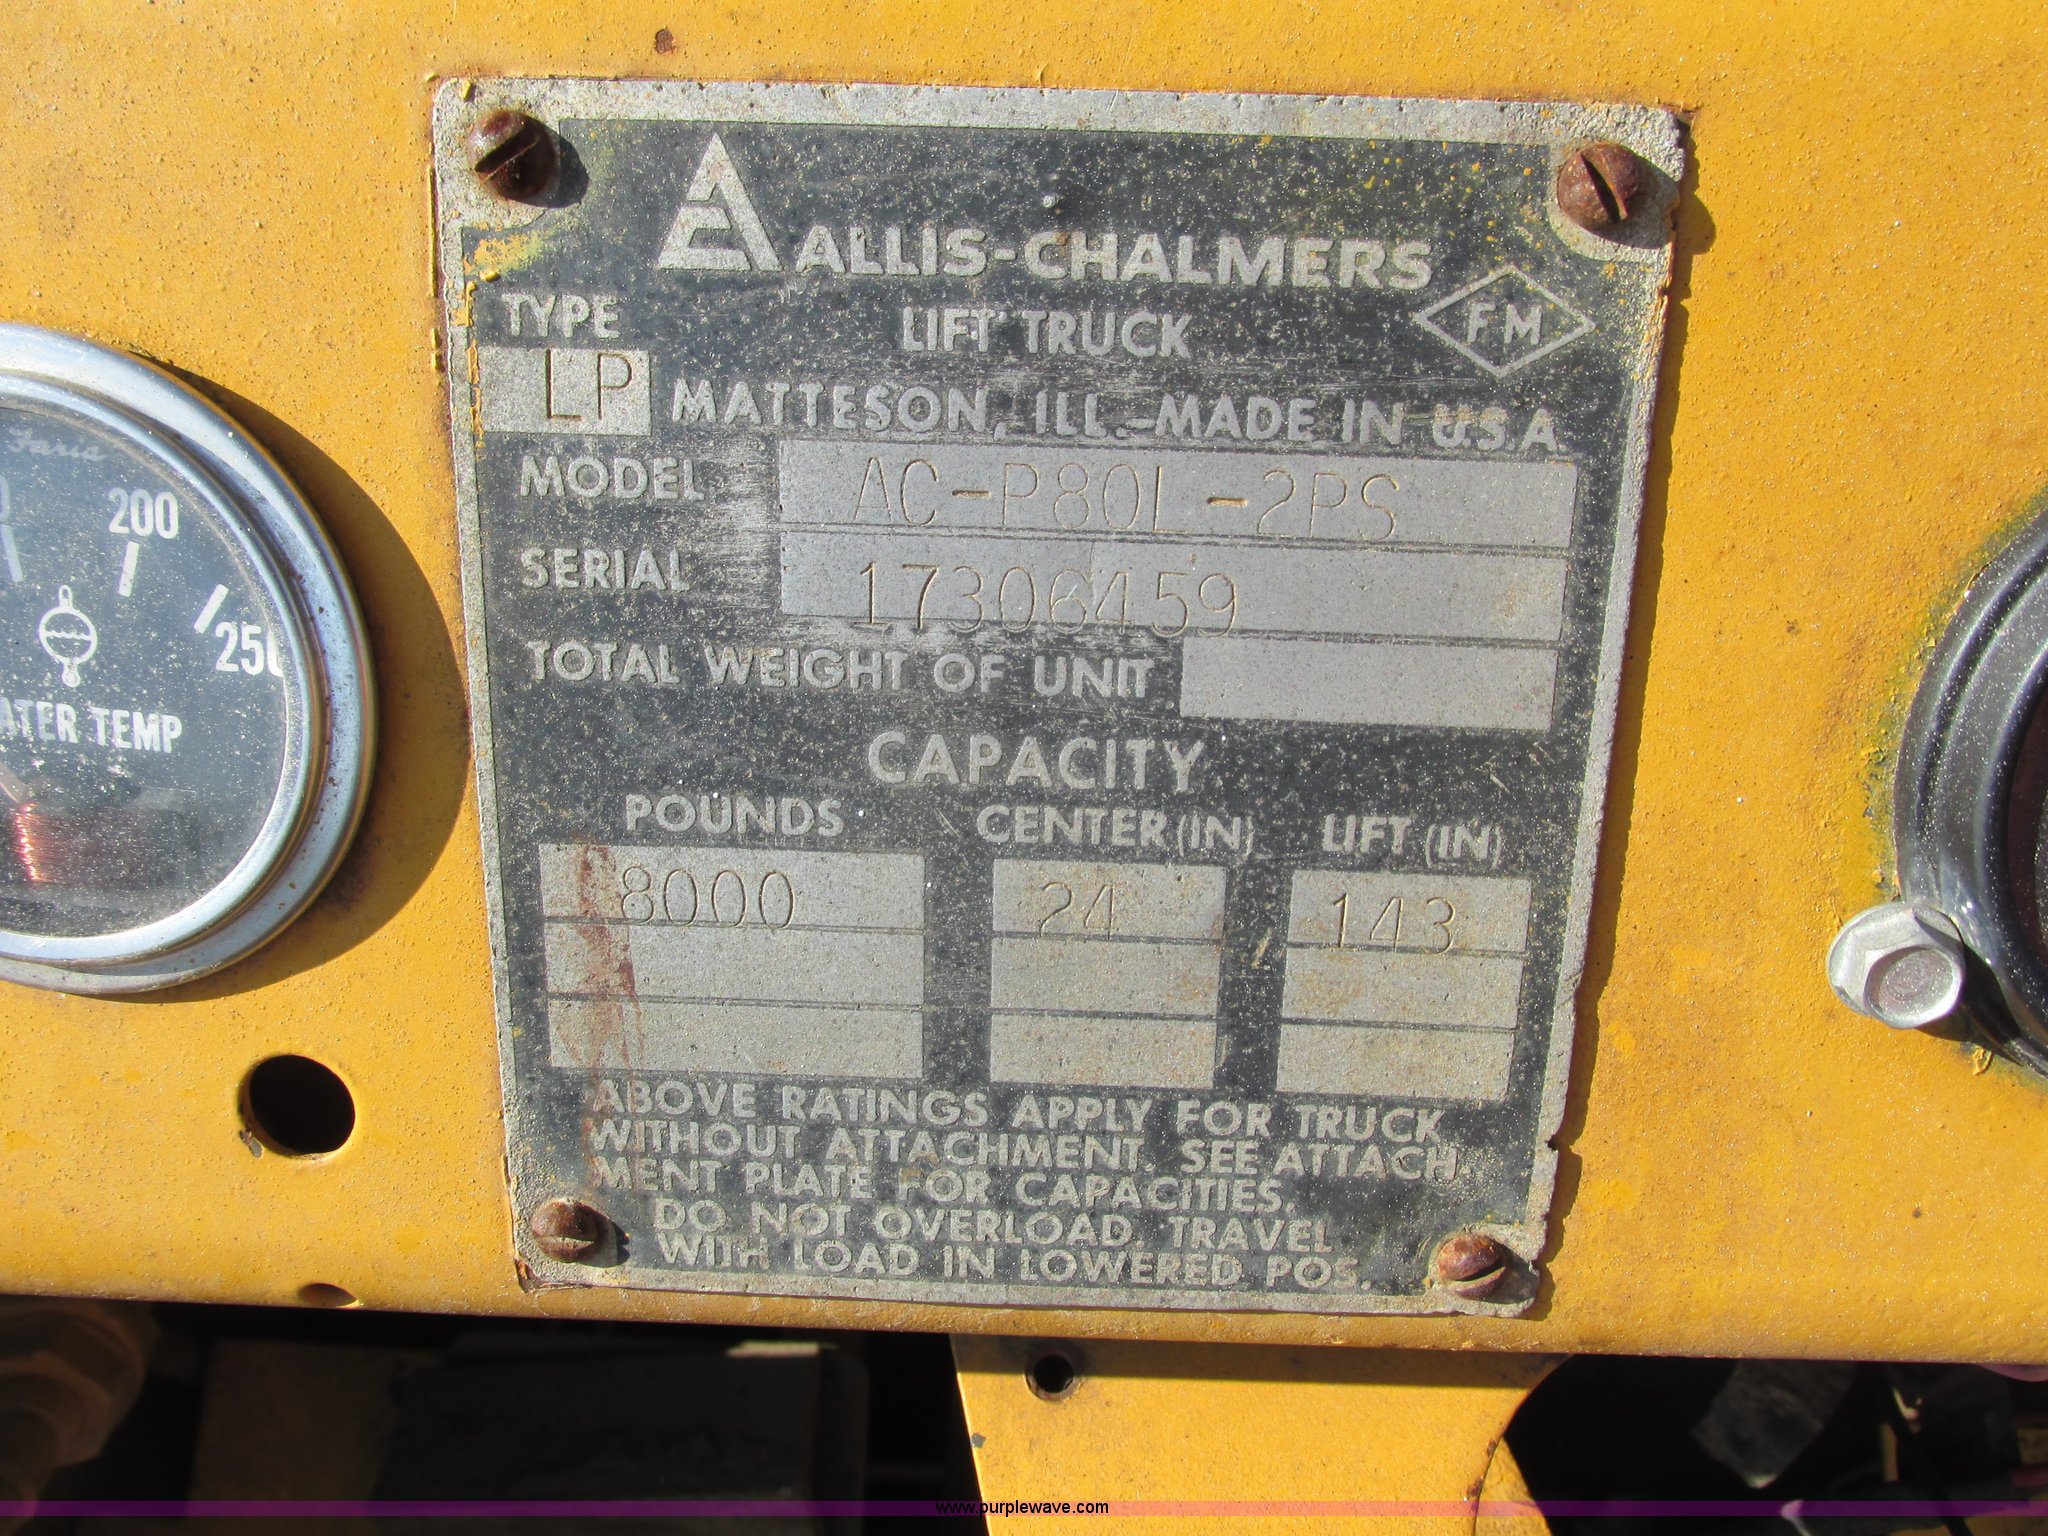 ALLIS-CHALMERS
TYPE
LIFT TRUCK
FM
LP
MATTESON, ILL.-MADE IN U.S.A
MODEL AC-P80L-2PS
SERIAL 17306459
TOTAL WEIGHT OF UNIT
CAPACITY
POUNDS CENTER (IN) LIFT (IN)
8000 24 143
ABOVE RATINGS APPLY FOR TRUCK
WITHOUT ATTACHMENT. SEE ATTACH-
MENT PLATE FOR CAPACITIES.
DO NOT OVERLOAD. TRAVEL
WITH LOAD IN LOWERED POS.
Faria
200
250
WATER TEMP
www.purplewave.com